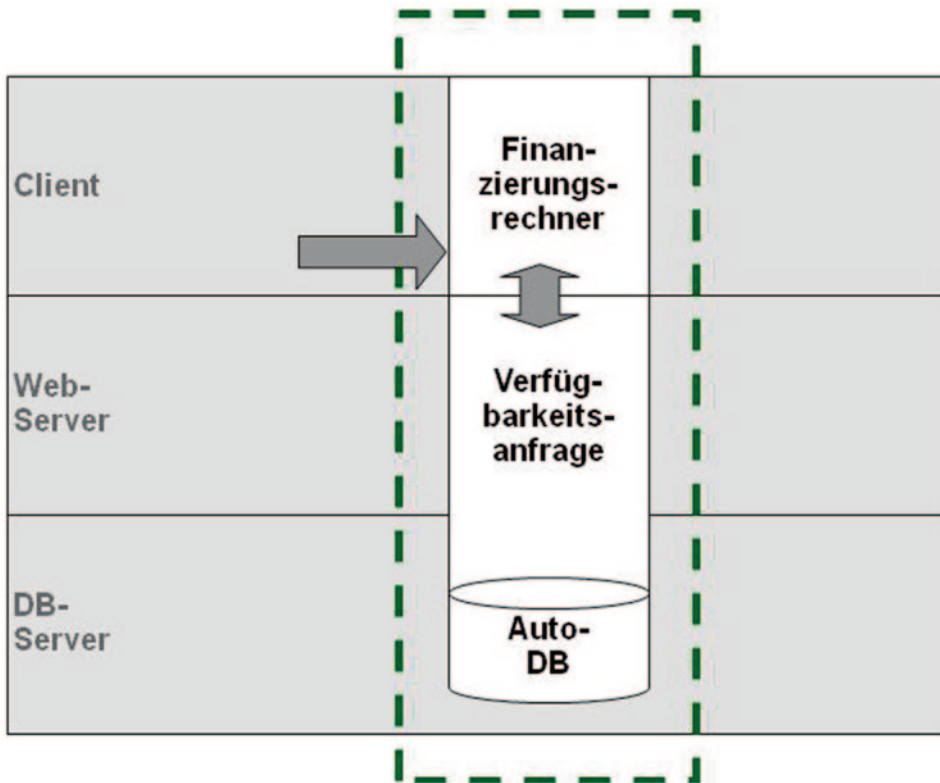 Client
Finan-
zierungs-
rechner
Web-
Server
Verfüg-
barkeits-
anfrage
DB-
Server
Auto-
DB